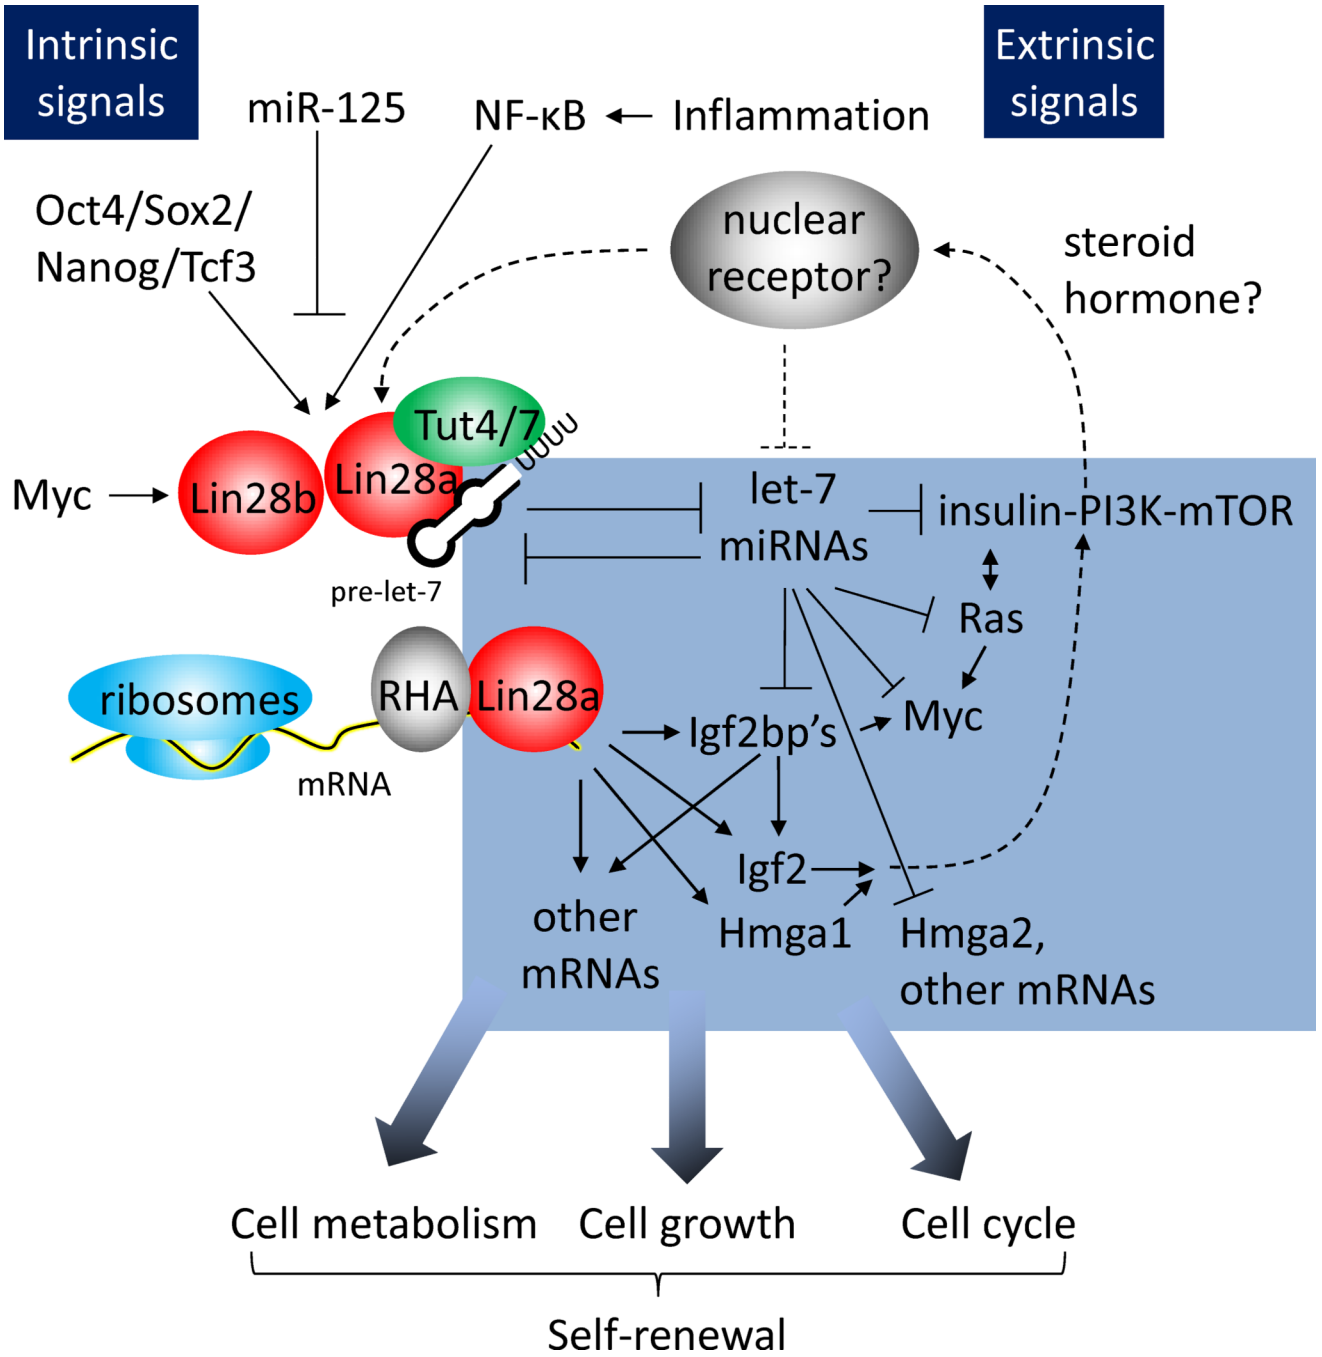 Intrinsic
signals
Extrinsic
signals
miR-125
NF-κB
Inflammation
Oct4/Sox2/
Nanog/Tcf3
nuclear
receptor?
steroid
hormone?
Tut4/7
UUUU
Myc
Lin28b
Lin28a
let-7
miRNAs
insulin-PI3K-mTOR
pre-let-7
Ras
ribosomes
RHA
Lin28a
mRNA
Igf2bp's
Myc
Igf2
other
mRNAs
Hmga1
Hmga2,
other mRNAs
Cell metabolism
Cell growth
Cell cycle
Self-renewal